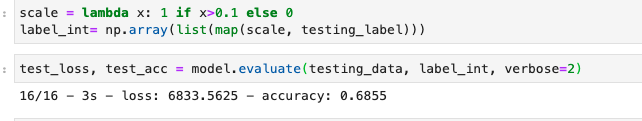 scale = lambda x: 1 if x>0.1 else 0
label_int= np.array(list(map(scale, testing_label)))
test_loss, test_acc = model.evaluate(testing_data, label_int, verbose=2)
16/16 - 3s - loss: 6833.5625 - accuracy: 0.6855